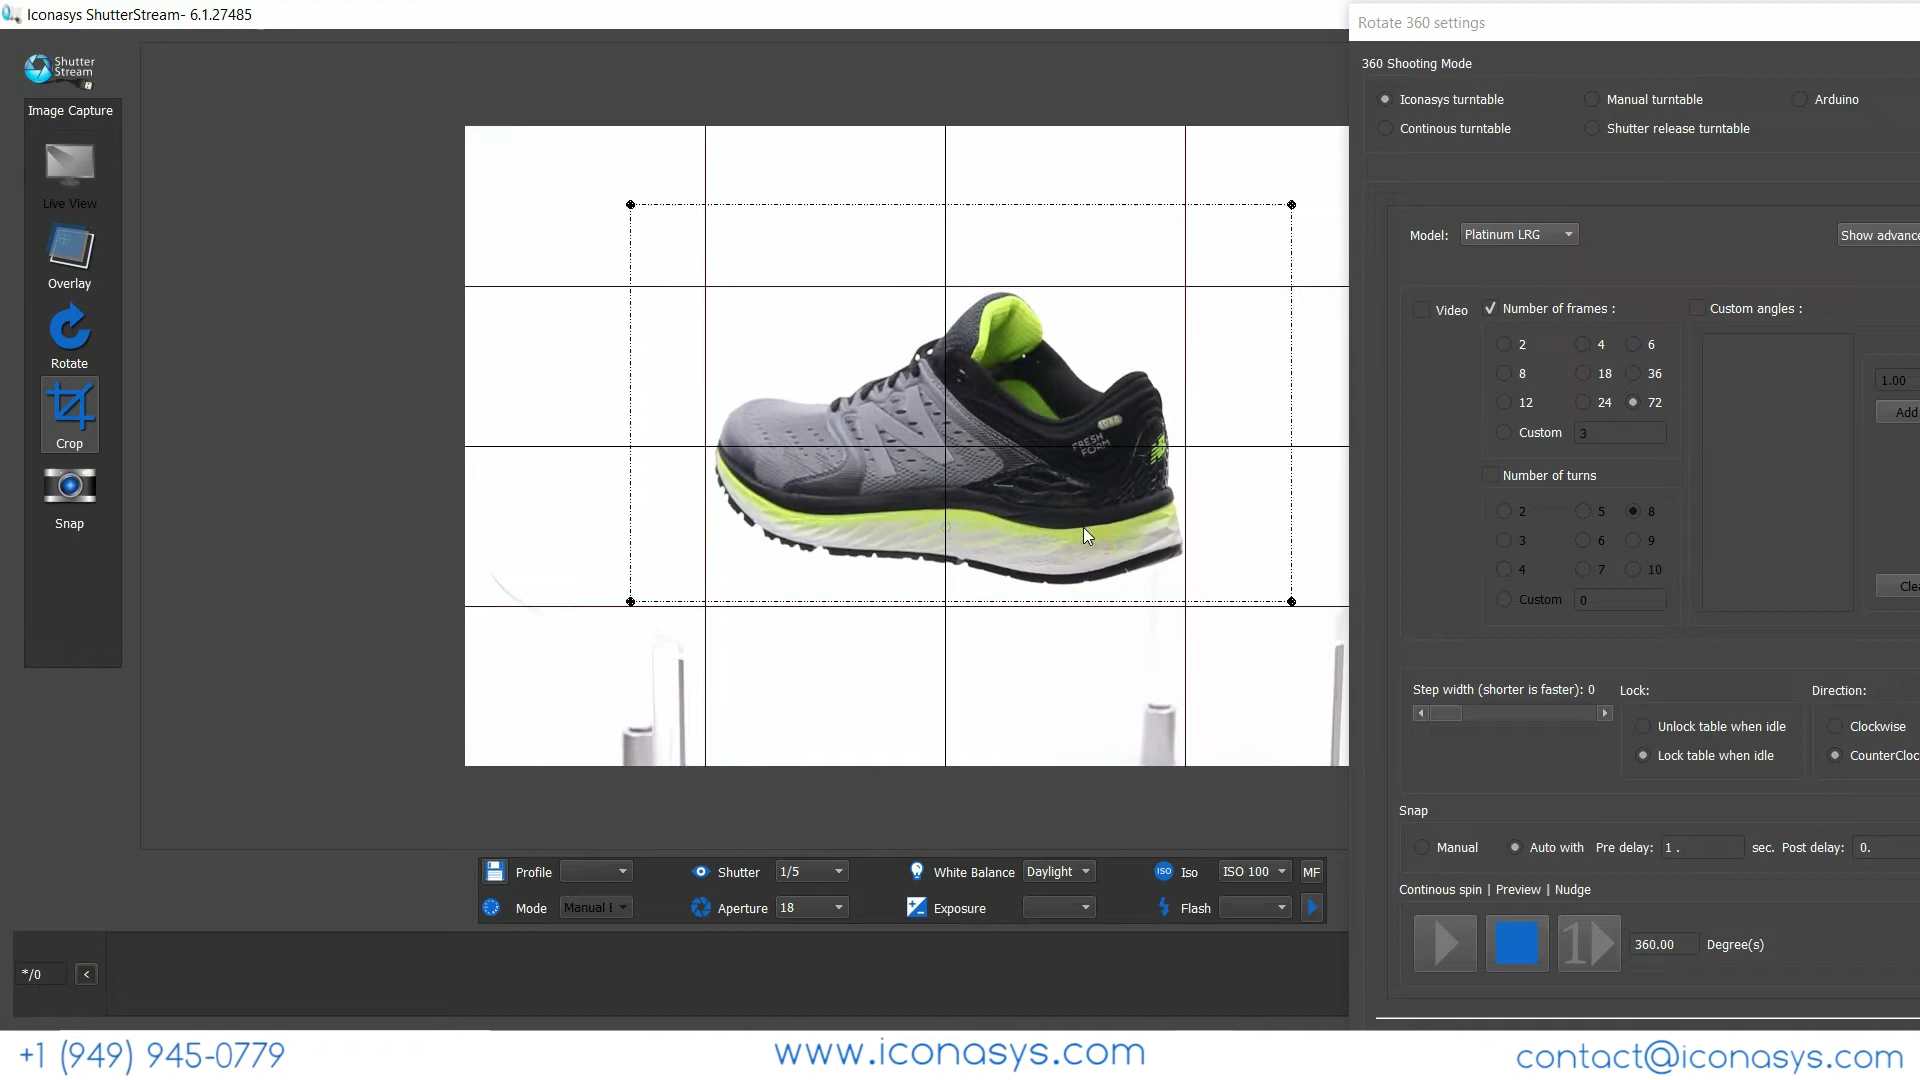 Iconasys ShutterStream- 6.1.27485
Rotate 360 settings
Shutter
Stream
Image Capture
Live View
Overlay
Rotate
Crop
Snap
FRESH
FOAM
1080
360 Shooting Mode
Iconasys turntable
Manual turntable
Arduino
Continous turntable
Shutter release turntable
Model:
Platinum LRG
Show advance
Video
Number of frames :
Custom angles :
2 4 6
8 18 36
12 24 72
Custom 3
1.00
Add
Number of turns
2 5 8
3 6 9
4 7 10
Custom 0
Clea
Step width (shorter is faster): 0
Lock:
Direction:
Unlock table when idle
Clockwise
Lock table when idle
CounterCloc
Snap
Manual
Auto with
Pre delay: 1 . sec.
Post delay: 0.
Continous spin | Preview | Nudge
1
360.00
Degree(s)
Profile
Shutter 1/5
White Balance Daylight
ISO
Iso ISO 100
MF
Mode Manual
Aperture 18
Exposure
Flash
*/0
<
+1 (949) 945-0779
www.iconasys.com
contact@iconasys.com